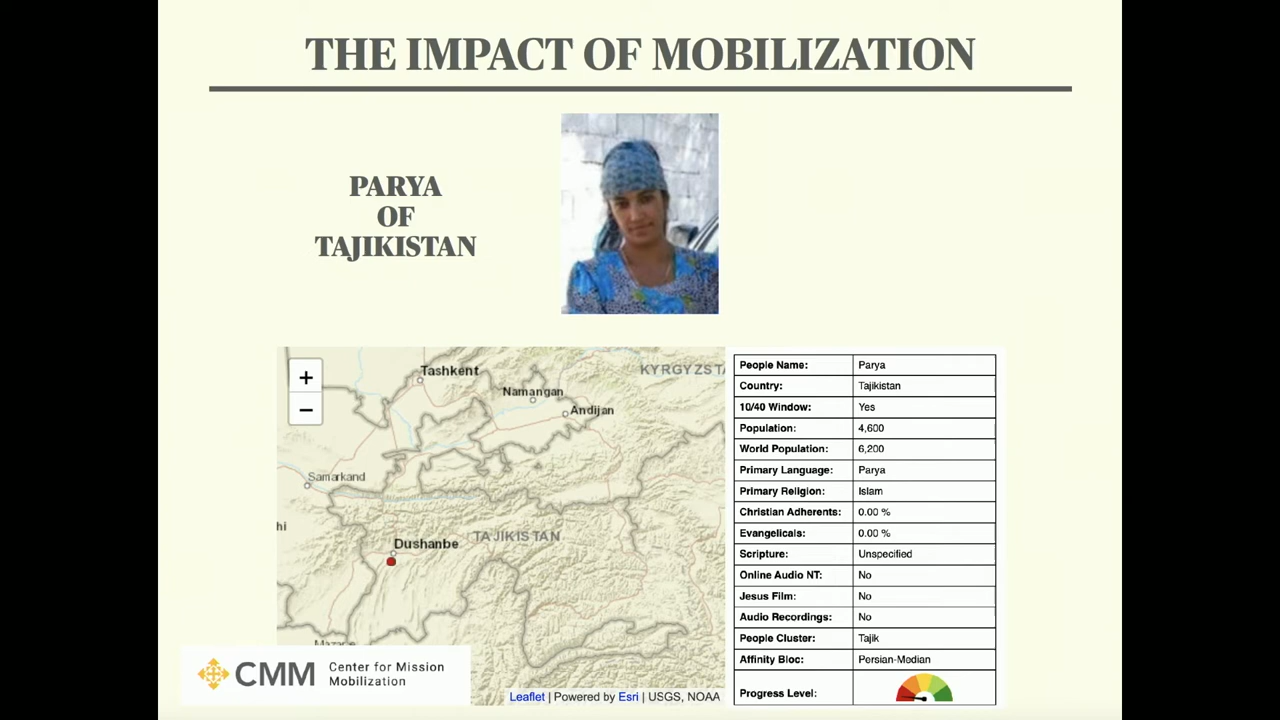 THE IMPACT OF MOBILIZATION
PARYA
OF
TAJIKISTAN
+
−
Tashkent
KYRGYZSTA
Namangan
Andijan
Samarkand
hi
Dushanbe
TAJIKISTAN
CMM
Center for Mission
Mobilization
Leaflet | Powered by Esri | USGS, NOAA
People Name: Parya
Country: Tajikistan
10/40 Window: Yes
Population: 4,600
World Population: 6,200
Primary Language: Parya
Primary Religion: Islam
Christian Adherents: 0.00 %
Evangelicals: 0.00 %
Scripture: Unspecified
Online Audio NT: No
Jesus Film: No
Audio Recordings: No
People Cluster: Tajik
Affinity Bloc: Persian-Median
Progress Level: